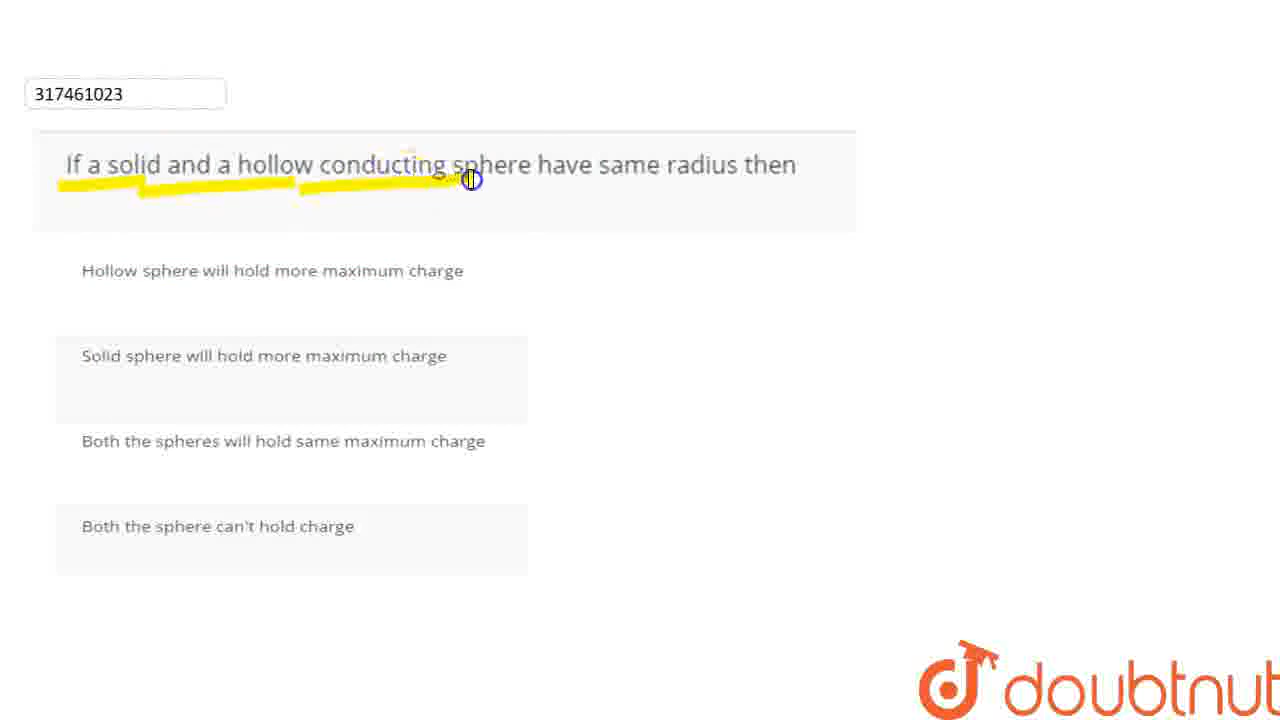 317461023
If a solid and a hollow conducting sphere have same radius then
Hollow sphere will hold more maximum charge
Solid sphere will hold more maximum charge
Both the spheres will hold same maximum charge
Both the sphere can't hold charge
doubtnut